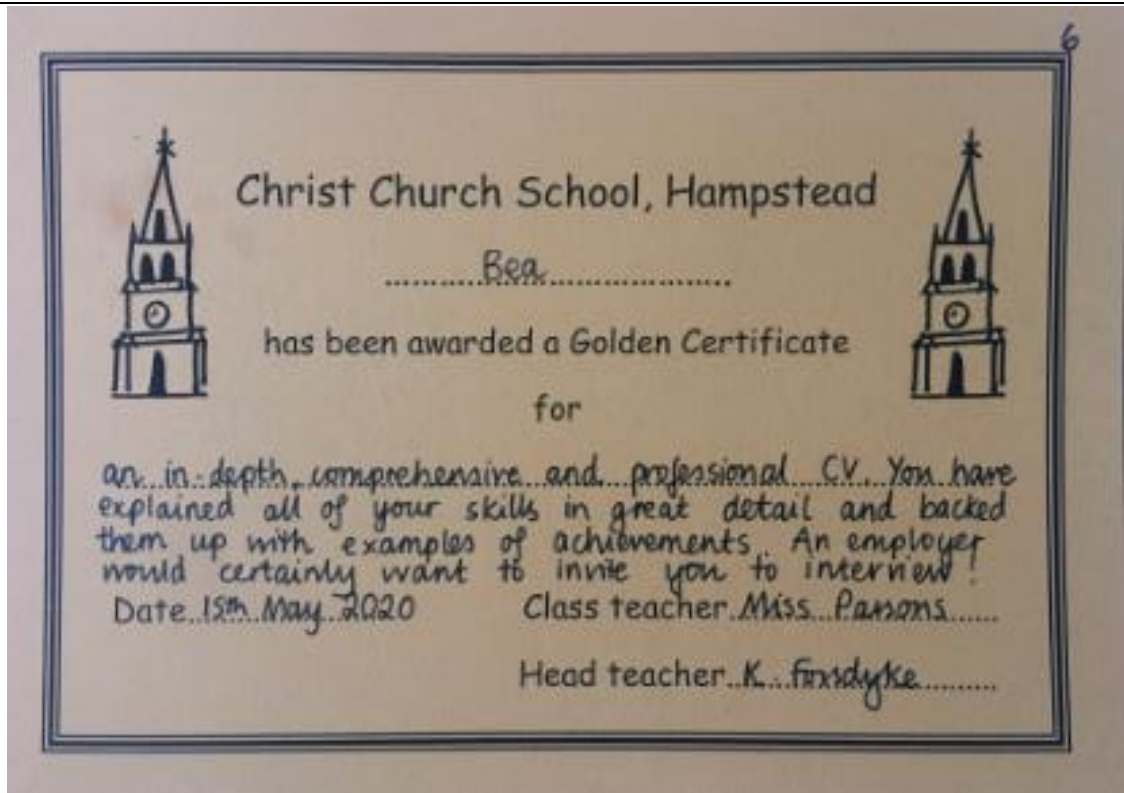 6
Christ Church School, Hampstead
Bea
has been awarded a Golden Certificate
for
an in-depth, comprehensive and professional CV. You have
explained all of your skills in great detail and backed
them up with examples of achievements. An employer
would certainly want to invite you to interview!
Date 15th May 2020 Class teacher Miss Parsons
Head teacher K Forsdyke